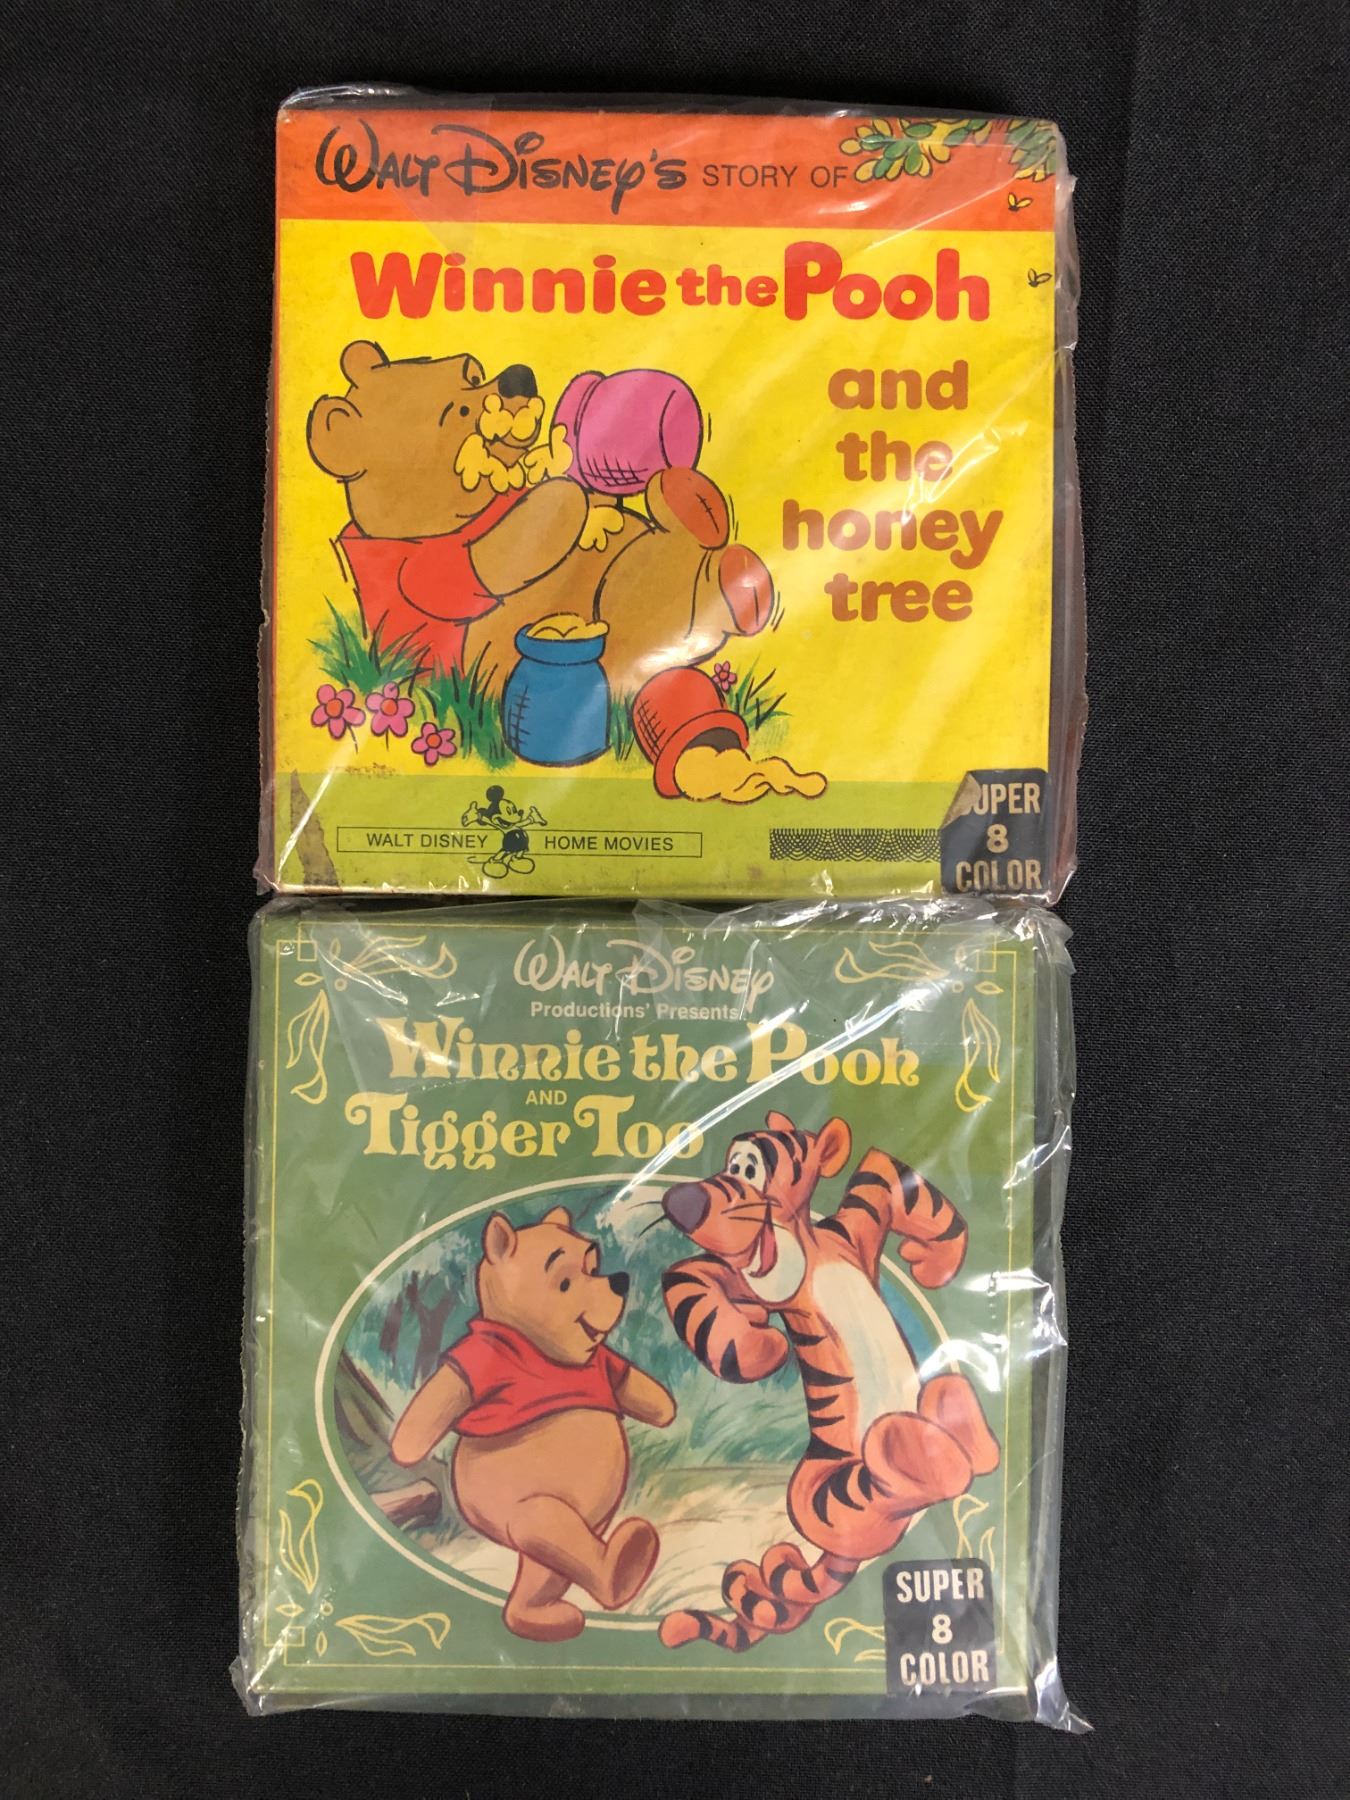 Walt Disney's STORY OF
Winnie the Pooh
and
the
honey
tree
WALT DISNEY HOME MOVIES
SUPER
8
COLOR
Walt Disney
Productions' Presents
Winnie the Pooh
AND
Tigger Too
SUPER
8
COLOR